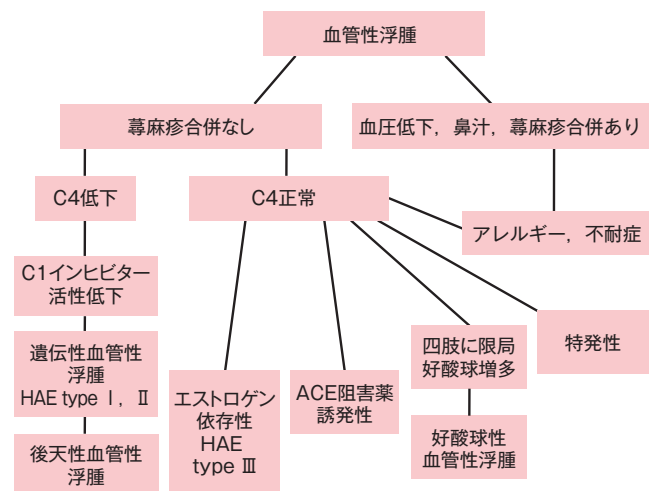 血管性浮腫
蕁麻疹合併なし
血圧低下，鼻汁，蕁麻疹合併あり
C4低下
C4正常
アレルギー，不耐症
C1インヒビター
活性低下
遺伝性血管性
浮腫
HAE type Ⅰ，Ⅱ
後天性血管性
浮腫
エストロゲン
依存性
HAE
type Ⅲ
ACE阻害薬
誘発性
四肢に限局
好酸球増多
好酸球性
血管性浮腫
特発性